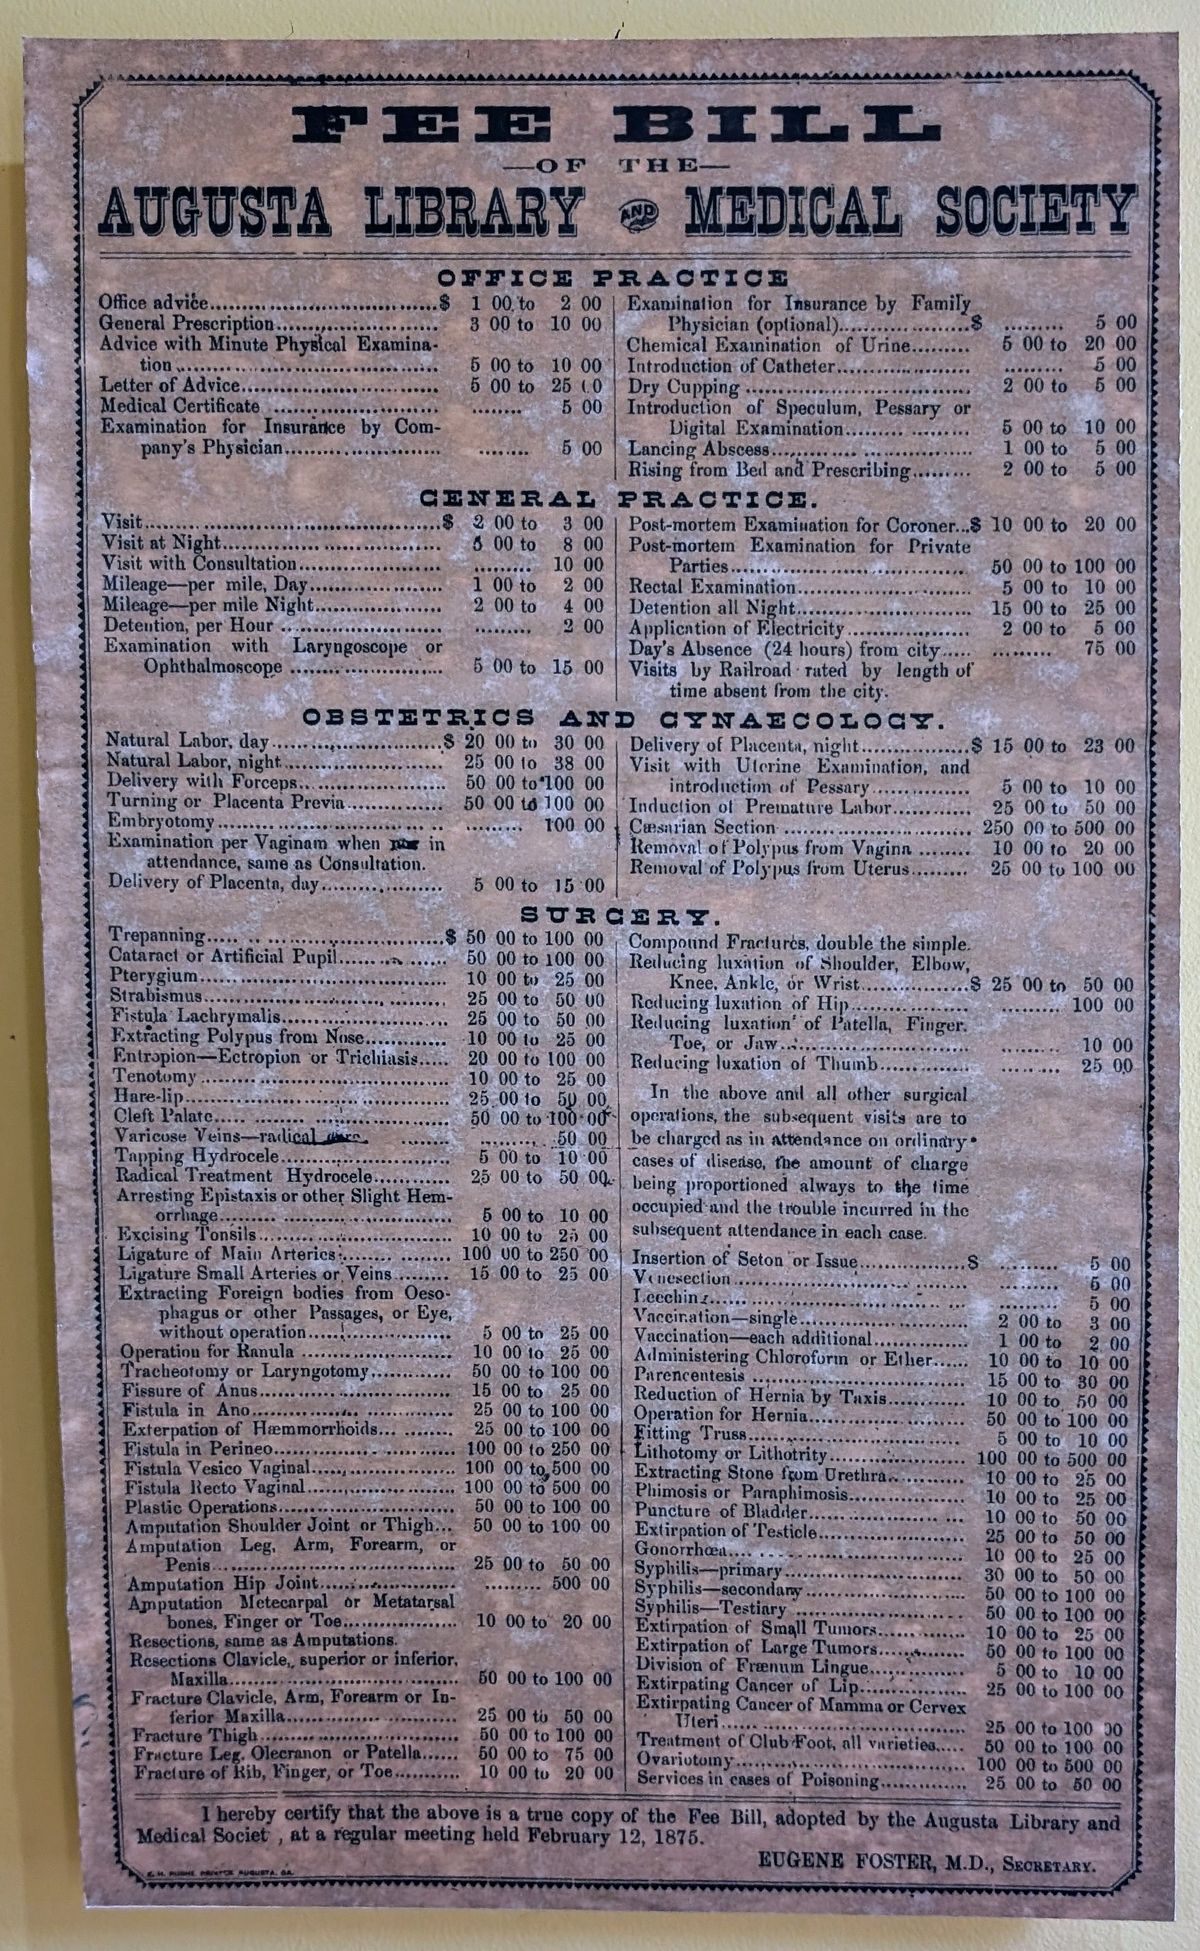 FEE BILL
—OF THE—
AUGUSTA LIBRARY AND MEDICAL SOCIETY
OFFICE PRACTICE
Office advice........$ 1 00 to 2 00
General Prescription........ 3 00 to 10 00
Advice with Minute Physical Examina-
tion........ 5 00 to 10 00
Letter of Advice........ 5 00 to 25 00
Medical Certificate ........ ........ 5 00
Examination for Insurance by Com-
pany's Physician........ ........ 5 00
Examination for Insurance by Family
Physician (optional)........$ ........ 5 00
Chemical Examination of Urine........ 5 00 to 20 00
Introduction of Catheter........ ........ 5 00
Dry Cupping ........ 2 00 to 5 00
Introduction of Speculum, Pessary or
Digital Examination........ 5 00 to 10 00
Lancing Abscess........ 1 00 to 5 00
Rising from Bed and Prescribing........ 2 00 to 5 00
GENERAL PRACTICE.
Visit........$ 2 00 to 3 00
Visit at Night........ 5 00 to 8 00
Visit with Consultation........ ........ 10 00
Mileage—per mile, Day........ 1 00 to 2 00
Mileage—per mile Night........ 2 00 to 4 00
Detention, per Hour ........ ........ 2 00
Examination with Laryngoscope or
Ophthalmoscope ........ 5 00 to 15 00
Post-mortem Examination for Coroner...$ 10 00 to 20 00
Post-mortem Examination for Private
Parties........ 50 00 to 100 00
Rectal Examination........ 5 00 to 10 00
Detention all Night........ 15 00 to 25 00
Application of Electricity........ 2 00 to 5 00
Day's Absence (24 hours) from city..... ........ 75 00
Visits by Railroad rated by length of
time absent from the city.
OBSTETRICS AND GYNAECOLOGY.
Natural Labor, day........$ 20 00 to 30 00
Natural Labor, night........ 25 00 to 38 00
Delivery with Forceps........ 50 00 to 100 00
Turning or Placenta Previa........ 50 00 to 100 00
Embryotomy........ ........ 100 00
Examination per Vaginam when in
attendance, same as Consultation.
Delivery of Placenta, day........ 5 00 to 15 00
Delivery of Placenta, night........$ 15 00 to 23 00
Visit with Uterine Examination, and
introduction of Pessary........ 5 00 to 10 00
Induction of Premature Labor........ 25 00 to 50 00
Cæsarian Section ........ 250 00 to 500 00
Removal of Polypus from Vagina ........ 10 00 to 20 00
Removal of Polypus from Uterus........ 25 00 to 100 00
SURGERY.
Trepanning........$ 50 00 to 100 00
Cataract or Artificial Pupil........ 50 00 to 100 00
Pterygium........ 10 00 to 25 00
Strabismus........ 25 00 to 50 00
Fistula Lachrymalis........ 25 00 to 50 00
Extracting Polypus from Nose........ 10 00 to 25 00
Entropion—Ectropion or Trichiasis..... 20 00 to 100 00
Tenotomy........ 10 00 to 25 00
Hare-lip........ 25 00 to 50 00
Cleft Palate........ 50 00 to 100 00
Varicose Veins—radical ........ ........ 50 00
Tapping Hydrocele........ 5 00 to 10 00
Radical Treatment Hydrocele........ 25 00 to 50 00
Arresting Epistaxis or other Slight Hem-
orrhage........ 5 00 to 10 00
Excising Tonsils........ 10 00 to 25 00
Ligature of Main Arteries........ 100 00 to 250 00
Ligature Small Arteries or Veins........ 15 00 to 25 00
Extracting Foreign bodies from Oeso-
phagus or other Passages, or Eye,
without operation........ 5 00 to 25 00
Operation for Ranula ........ 10 00 to 25 00
Tracheotomy or Laryngotomy........ 50 00 to 100 00
Fissure of Anus........ 15 00 to 25 00
Fistula in Ano........ 25 00 to 100 00
Exterpation of Hæmmorrhoids........ 25 00 to 100 00
Fistula in Perineo........ 100 00 to 250 00
Fistula Vesico Vaginal........ 100 00 to 500 00
Fistula Recto Vaginal........ 100 00 to 500 00
Plastic Operations........ 50 00 to 100 00
Amputation Shoulder Joint or Thigh... 50 00 to 100 00
Amputation Leg, Arm, Forearm, or
Penis........ 25 00 to 50 00
Amputation Hip Joint........ ........ 500 00
Amputation Metecarpal or Metatarsal
bones, Finger or Toe........ 10 00 to 20 00
Resections, same as Amputations.
Resections Clavicle, superior or inferior,
Maxilla........ 50 00 to 100 00
Fracture Clavicle, Arm, Forearm or In-
ferior Maxilla........ 25 00 to 50 00
Fracture Thigh........ 50 00 to 100 00
Fracture Leg, Olecranon or Patella...... 50 00 to 75 00
Fracture of Rib, Finger, or Toe........ 10 00 to 20 00
Compound Fractures, double the simple.
Reducing luxation of Shoulder, Elbow,
Knee, Ankle, or Wrist........$ 25 00 to 50 00
Reducing luxation of Hip........ ........ 100 00
Reducing luxation of Patella, Finger.
Toe, or Jaw........ ........ 10 00
Reducing luxation of Thumb........ ........ 25 00
In the above and all other surgical
operations, the subsequent visits are to
be charged as in attendance on ordinary
cases of disease, the amount of charge
being proportioned always to the time
occupied and the trouble incurred in the
subsequent attendance in each case.
Insertion of Seton or Issue........$ ........ 5 00
Venesection........ ........ 5 00
Leeching........ ........ 5 00
Vaccination—single........ 2 00 to 3 00
Vaccination—each additional........ 1 00 to 2 00
Administering Chloroform or Ether...... 10 00 to 10 00
Parencentesis ........ 15 00 to 30 00
Reduction of Hernia by Taxis........ 10 00 to 50 00
Operation for Hernia........ 50 00 to 100 00
Fitting Truss........ 5 00 to 10 00
Lithotomy or Lithotrity........ 100 00 to 500 00
Extracting Stone from Urethra........ 10 00 to 25 00
Phimosis or Paraphimosis........ 10 00 to 25 00
Puncture of Bladder........ 10 00 to 50 00
Extirpation of Testicle........ 25 00 to 50 00
Gonorrhœa........ 10 00 to 25 00
Syphilis—primary........ 30 00 to 50 00
Syphilis—secondary........ 50 00 to 100 00
Syphilis—Testiary ........ 50 00 to 100 00
Extirpation of Small Tumors........ 10 00 to 25 00
Extirpation of Large Tumors........ 50 00 to 100 00
Division of Frænum Lingue........ 5 00 to 10 00
Extirpating Cancer of Lip........ 25 00 to 100 00
Extirpating Cancer of Mamma or Cervex
Uteri........ 25 00 to 100 00
Treatment of Club Foot, all varieties..... 50 00 to 100 00
Ovariotomy........ 100 00 to 500 00
Services in cases of Poisoning........ 25 00 to 50 00
I hereby certify that the above is a true copy of the Fee Bill, adopted by the Augusta Library and
Medical Societ , at a regular meeting held February 12, 1875.
EUGENE FOSTER, M.D., SECRETARY.
PRINTER AUGUSTA, GA.